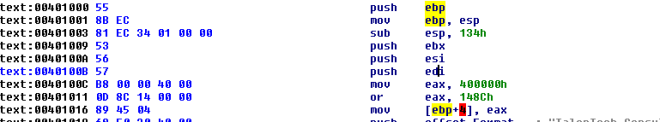 text:00401000 55 push ebp
text:00401001 8B EC mov ebp, esp
text:00401003 81 EC 34 01 00 00 sub esp, 134h
text:00401009 53 push ebx
text:0040100A 56 push esi
text:0040100B 57 push edi
text:0040100C B8 00 00 40 00 mov eax, 400000h
text:00401011 0D 8C 14 00 00 or eax, 148Ch
text:00401016 89 45 04 mov [ebp+4], eax